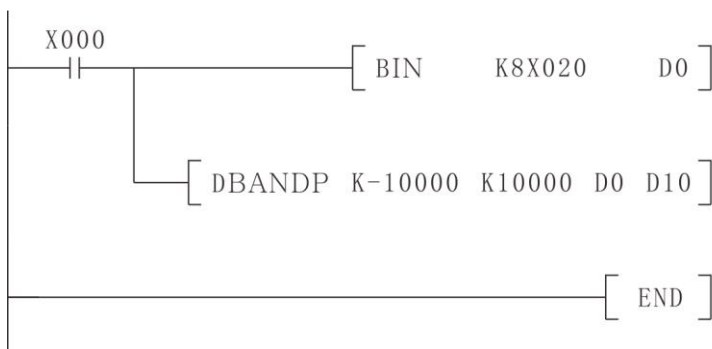 X000
BIN K8X020 D0
DBANDP K-10000 K10000 D0 D10
END